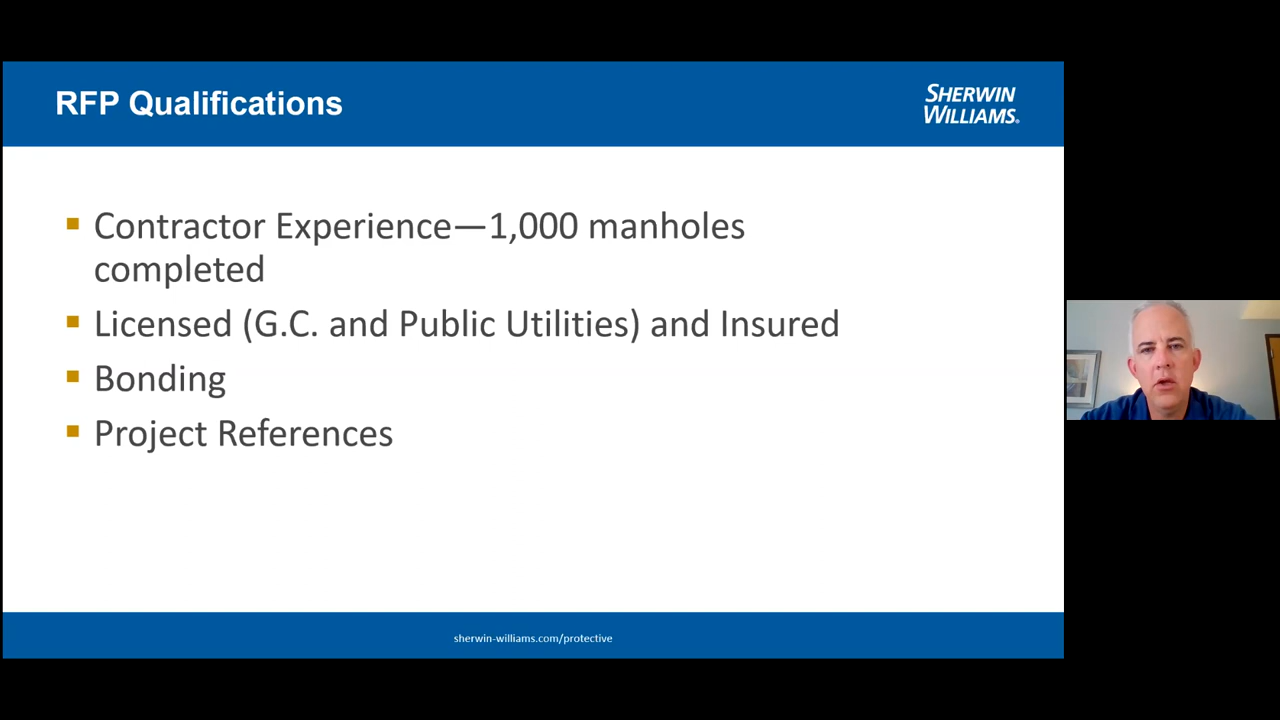 RFP Qualifications
SHERWIN
WILLIAMS®
Contractor Experience—1,000 manholes
completed
Licensed (G.C. and Public Utilities) and Insured
Bonding
Project References
sherwin-williams.com/protective